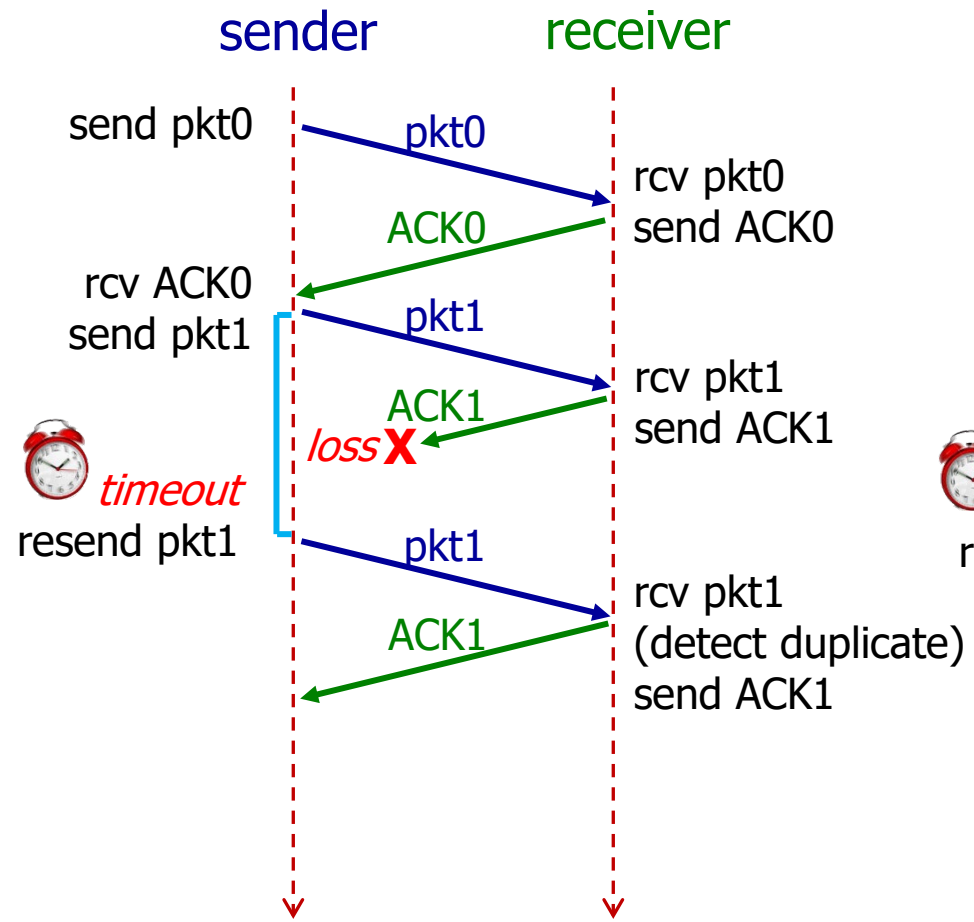 sender
receiver
send pkt0
pkt0
rcv pkt0
send ACK0
ACK0
rcv ACK0
send pkt1
pkt1
rcv pkt1
send ACK1
ACK1
loss X
timeout
resend pkt1
pkt1
rcv pkt1
(detect duplicate)
send ACK1
ACK1